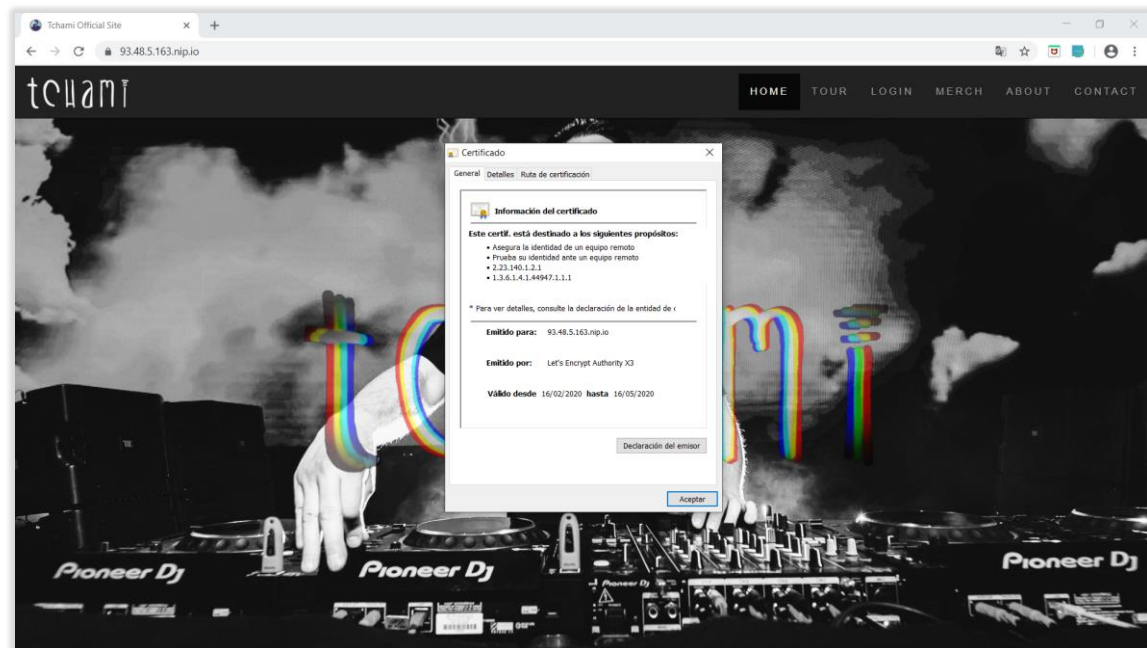 Tchami Official Site
93.48.5.163.nip.io
tchami
HOME TOUR LOGIN MERCH ABOUT CONTACT
Certificado
General Detalles Ruta de certificación
Información del certificado
Este certif. está destinado a los siguientes propósitos:
• Asegura la identidad de un equipo remoto
• Prueba su identidad ante un equipo remoto
• 2.23.140.1.2.1
• 1.3.6.1.4.1.44947.1.1.1
* Para ver detalles, consulte la declaración de la entidad de c
Emitido para: 93.48.5.163.nip.io
Emitido por: Let's Encrypt Authority X3
Válido desde 16/02/2020 hasta 16/05/2020
Declaración del emisor
Aceptar
Pioneer Dj
Pioneer Dj
Pioneer Dj
Pioneer Dj